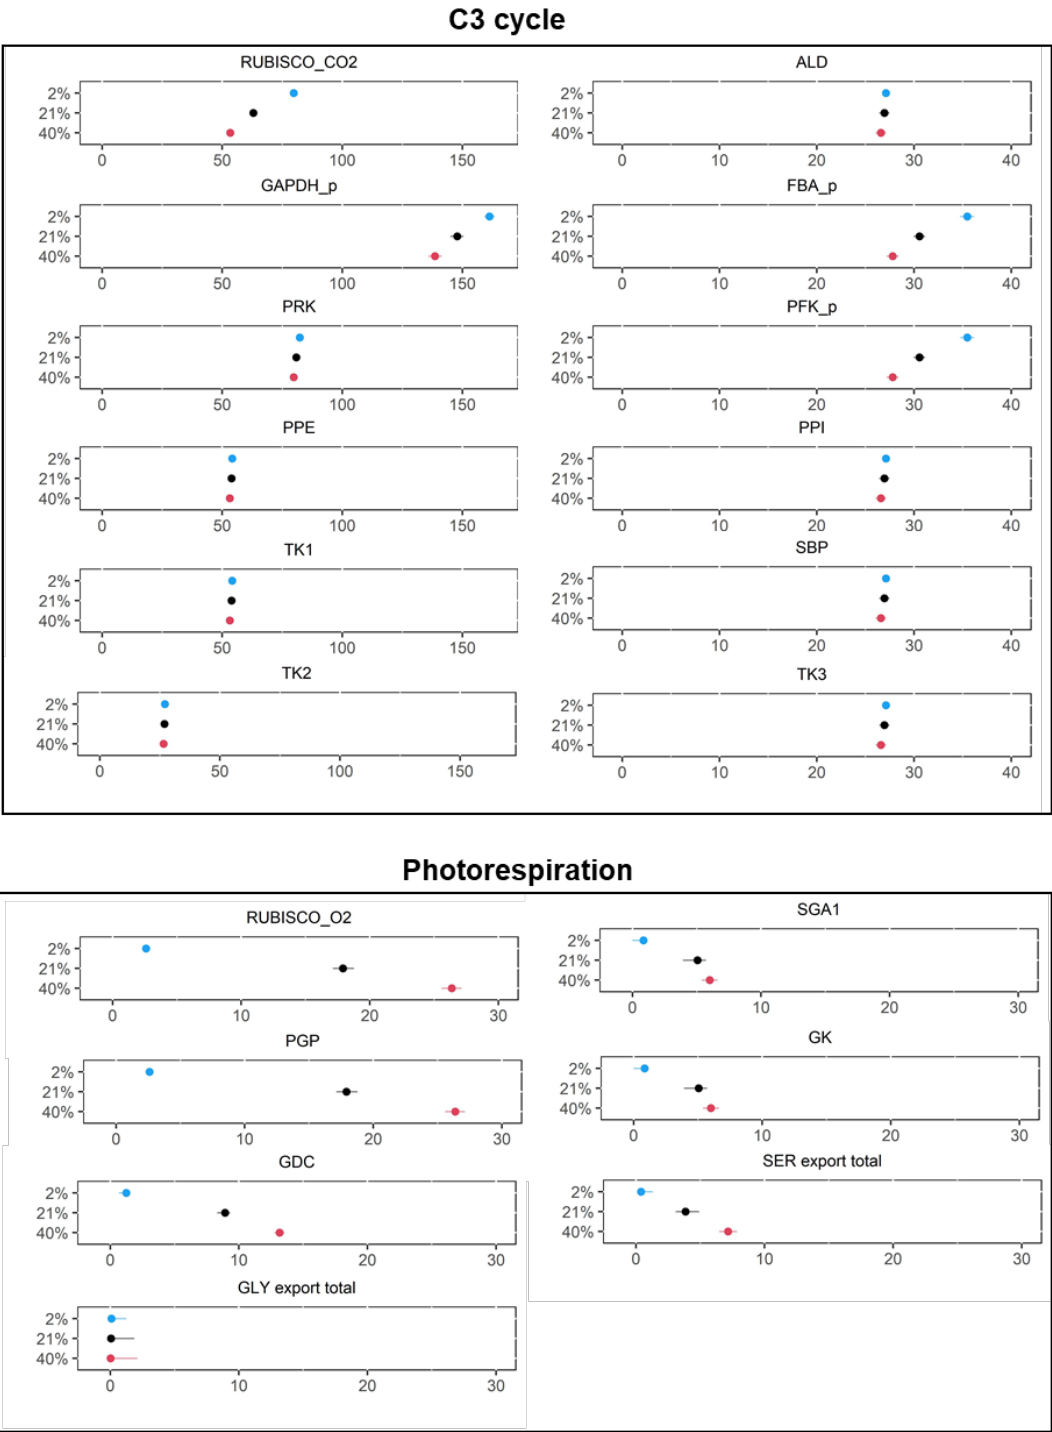 C3 cycle
RUBISCO_CO2
2%
21%
40%
0 50 100 150
ALD
2%
21%
40%
0 10 20 30 40
GAPDH_p
2%
21%
40%
0 50 100 150
FBA_p
2%
21%
40%
0 10 20 30 40
PRK
2%
21%
40%
0 50 100 150
PFK_p
2%
21%
40%
0 10 20 30 40
PPE
2%
21%
40%
0 50 100 150
PPI
2%
21%
40%
0 10 20 30 40
TK1
2%
21%
40%
0 50 100 150
SBP
2%
21%
40%
0 10 20 30 40
TK2
2%
21%
40%
0 50 100 150
TK3
2%
21%
40%
0 10 20 30 40
Photorespiration
RUBISCO_O2
2%
21%
40%
0 10 20 30
SGA1
2%
21%
40%
0 10 20 30
PGP
2%
21%
40%
0 10 20 30
GK
2%
21%
40%
0 10 20 30
GDC
2%
21%
40%
0 10 20 30
SER export total
2%
21%
40%
0 10 20 30
GLY export total
2%
21%
40%
0 10 20 30